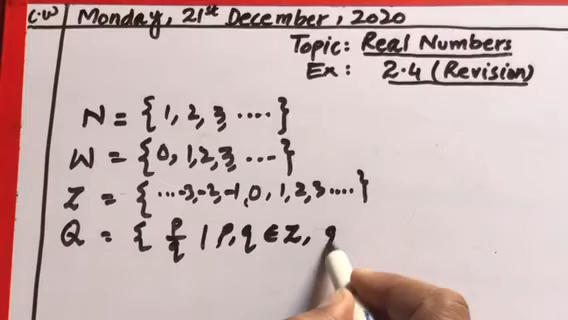 C.W Monday, 21st December, 2020
Topic: Real Numbers
Ex: 2.4 (Revision)
N = {1, 2, 3, ....}
W = {0, 1, 2, 3, ....}
Z = {....-3, -2, -1, 0, 1, 2, 3 ....}
Q = { p/q | p, q ∈ Z, q